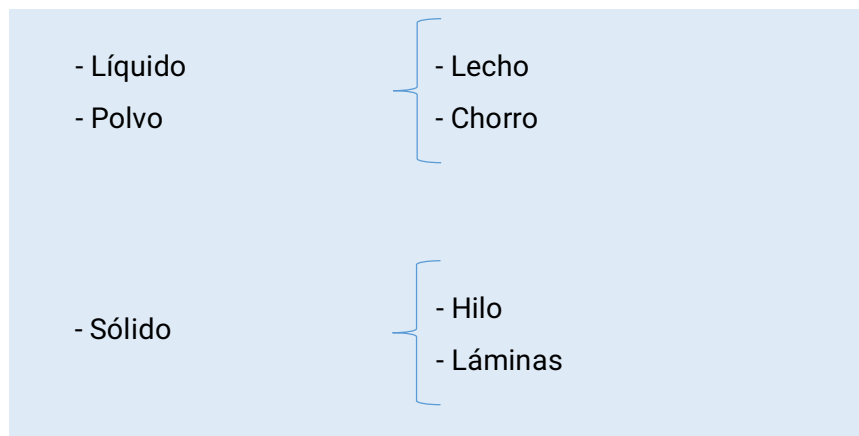 - Líquido
- Polvo
- Lecho
- Chorro
- Sólido
- Hilo
- Láminas